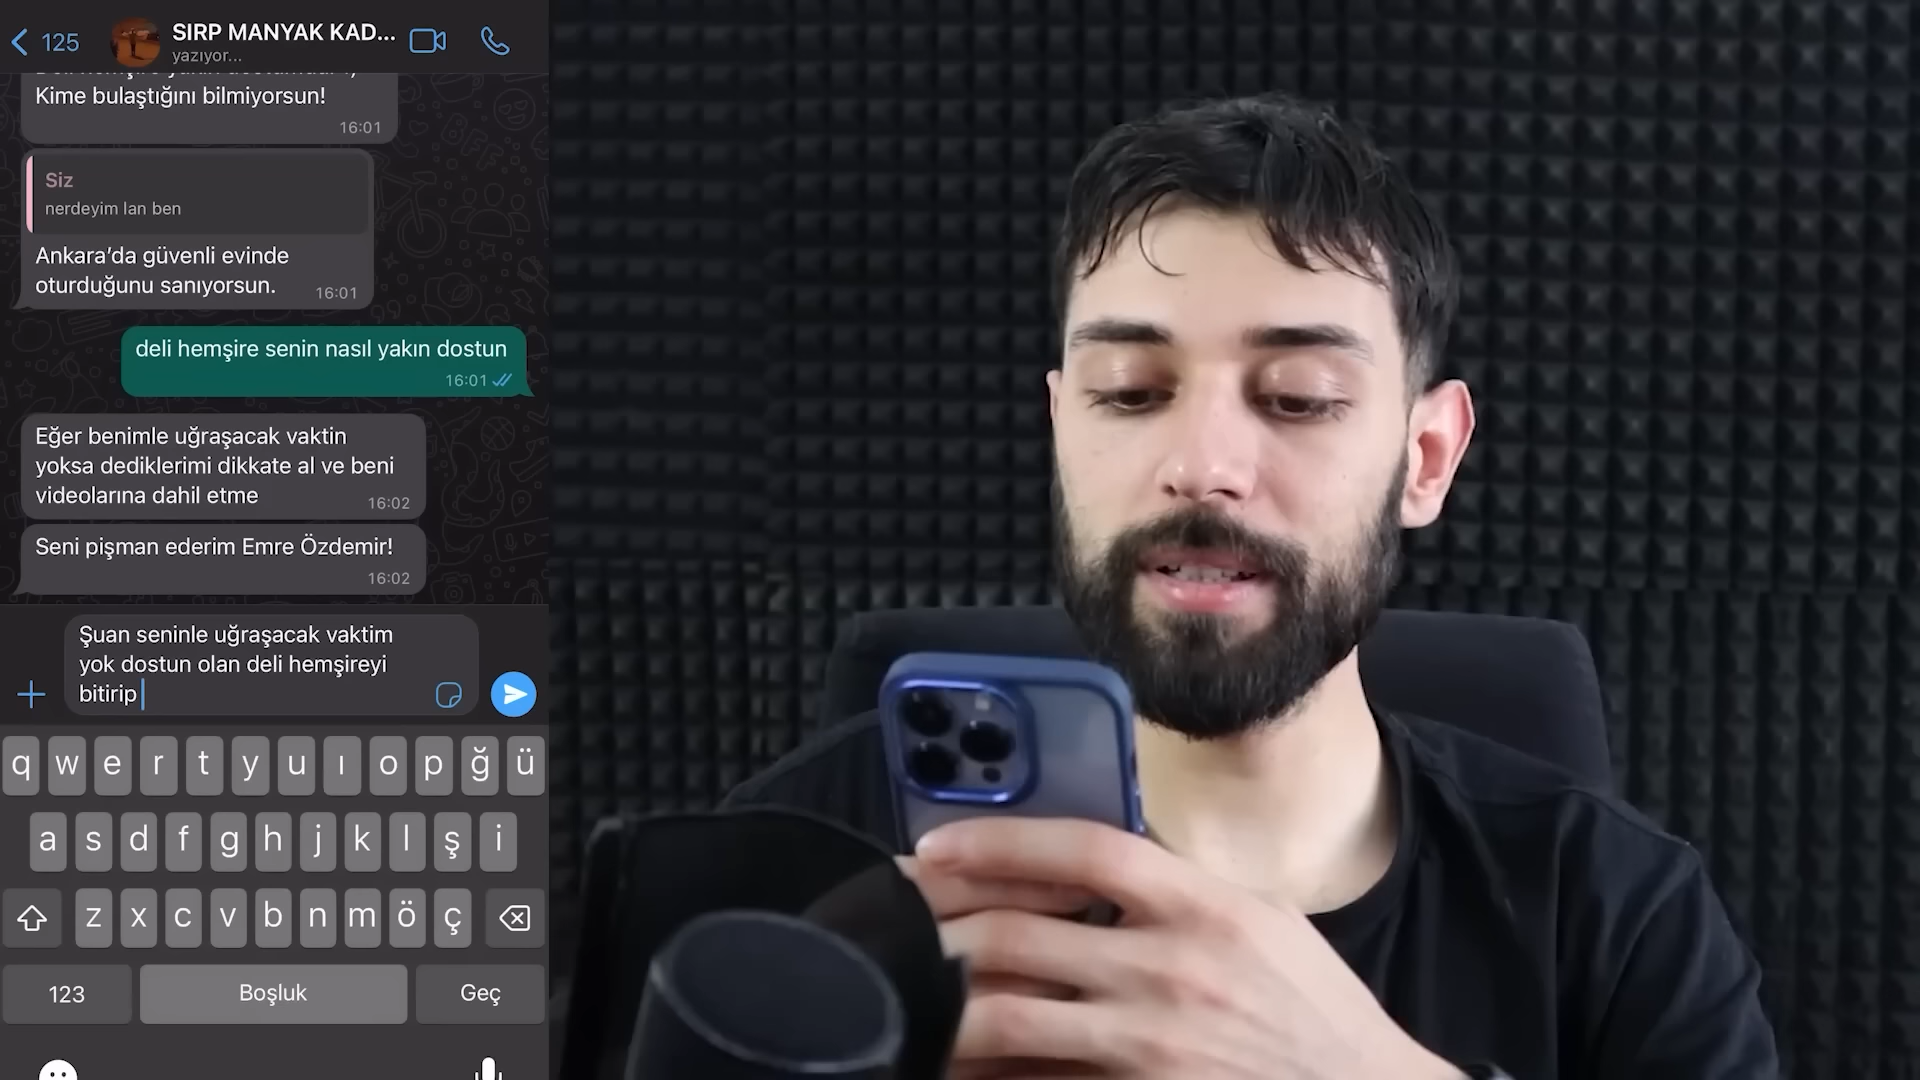 125
SIRP MANYAK KAD...
yazıyor...
Kime bulaştığını bilmiyorsun!
16:01
Siz
nerdeyim lan ben
Ankara'da güvenli evinde
oturduğunu sanıyorsun.
16:01
deli hemşire senin nasıl yakın dostun
16:01
Eğer benimle uğraşacak vaktin
yoksa dediklerimi dikkate al ve beni
videolarına dahil etme
16:02
Seni pişman ederim Emre Özdemir!
16:02
Şuan seninle uğraşacak vaktim
yok dostun olan deli hemşireyi
bitirip
q w e r t y u ı o p ğ ü
a s d f g h j k l ş i
z x c v b n m ö ç
123 Boşluk Geç